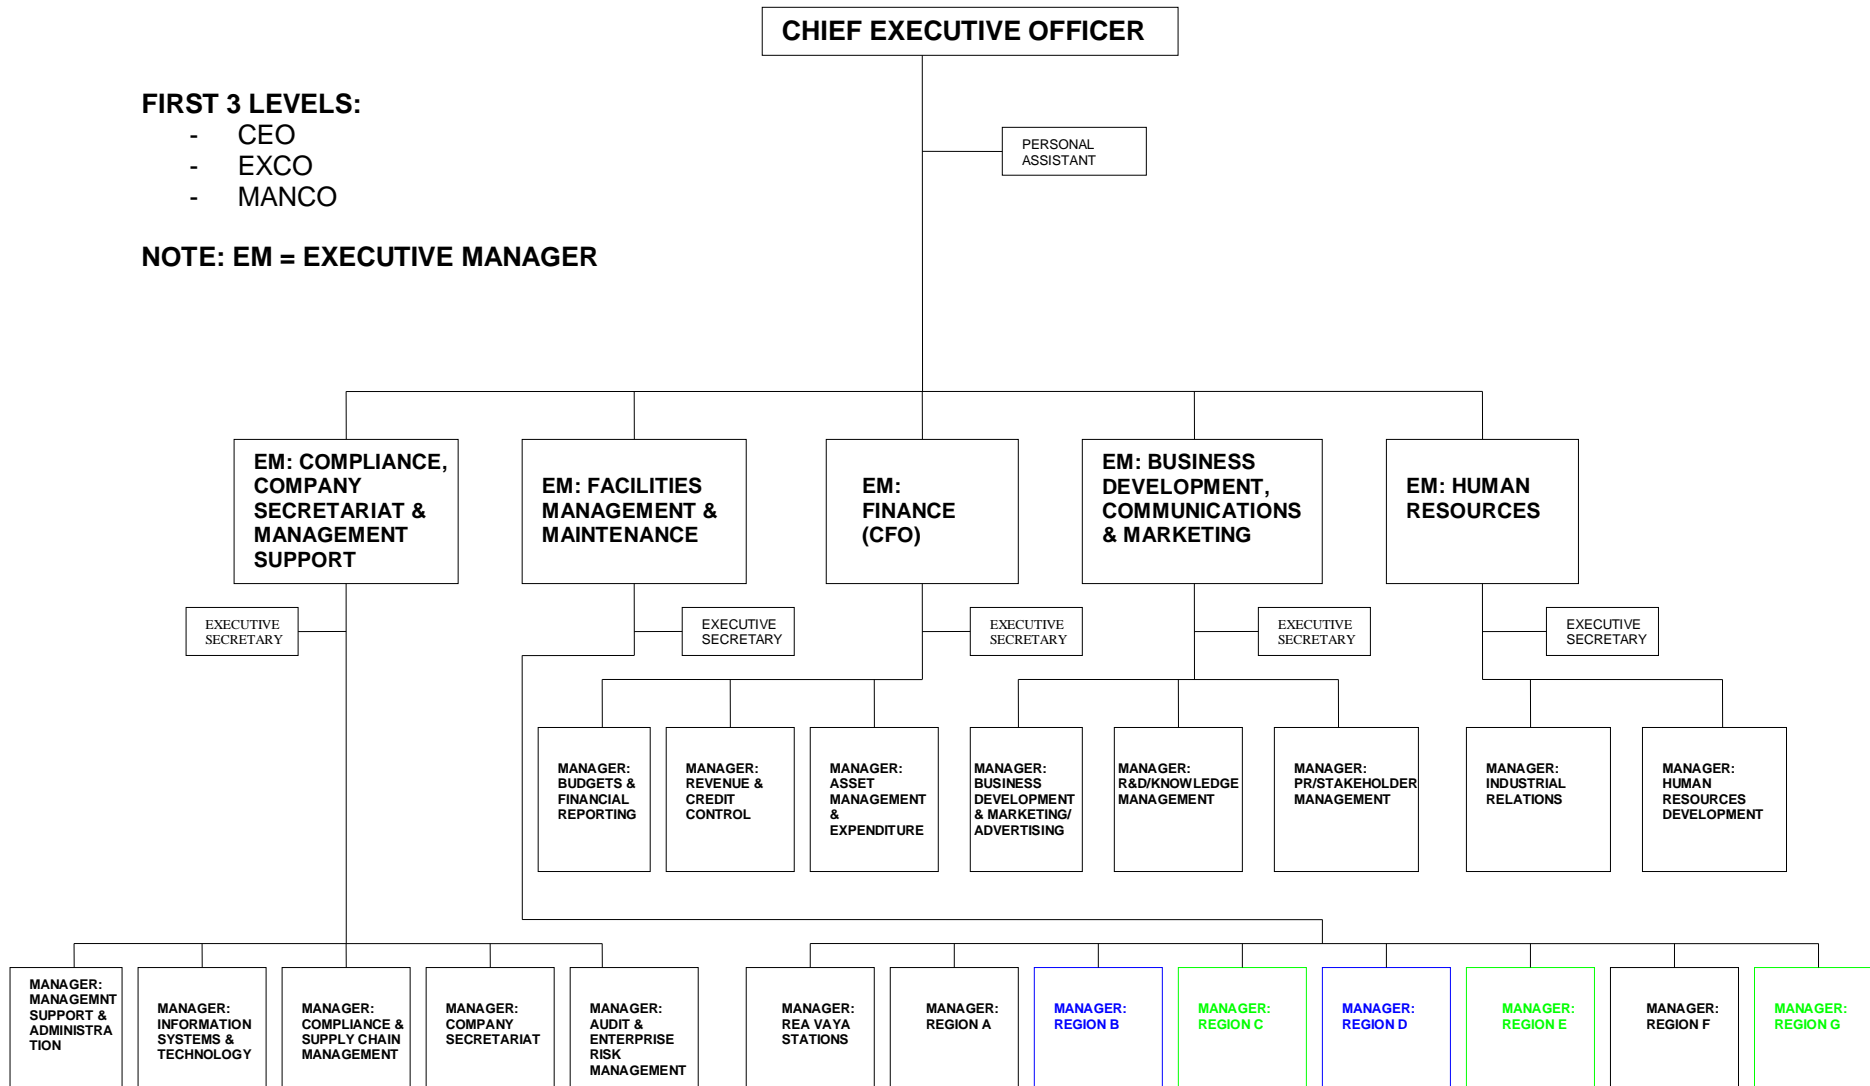 CHIEF EXECUTIVE OFFICER
FIRST 3 LEVELS:
- CEO
- EXCO
- MANCO
NOTE: EM = EXECUTIVE MANAGER
PERSONAL
ASSISTANT
EM: COMPLIANCE,
COMPANY
SECRETARIAT &
MANAGEMENT
SUPPORT
EM: FACILITIES
MANAGEMENT &
MAINTENANCE
EM:
FINANCE
(CFO)
EM: BUSINESS
DEVELOPMENT,
COMMUNICATIONS
& MARKETING
EM: HUMAN
RESOURCES
EXECUTIVE
SECRETARY
EXECUTIVE
SECRETARY
EXECUTIVE
SECRETARY
EXECUTIVE
SECRETARY
EXECUTIVE
SECRETARY
MANAGER:
BUDGETS &
FINANCIAL
REPORTING
MANAGER:
REVENUE &
CREDIT
CONTROL
MANAGER:
ASSET
MANAGEMENT
&
EXPENDITURE
MANAGER:
BUSINESS
DEVELOPMENT
& MARKETING/
ADVERTISING
MANAGER:
R&D/KNOWLEDGE
MANAGEMENT
MANAGER:
PR/STAKEHOLDER
MANAGEMENT
MANAGER:
INDUSTRIAL
RELATIONS
MANAGER:
HUMAN
RESOURCES
DEVELOPMENT
MANAGER:
MANAGEMNT
SUPPORT &
ADMINISTRA
TION
MANAGER:
INFORMATION
SYSTEMS &
TECHNOLOGY
MANAGER:
COMPLIANCE &
SUPPLY CHAIN
MANAGEMENT
MANAGER:
COMPANY
SECRETARIAT
MANAGER:
AUDIT &
ENTERPRISE
RISK
MANAGEMENT
MANAGER:
REA VAYA
STATIONS
MANAGER:
REGION A
MANAGER:
REGION B
MANAGER:
REGION C
MANAGER:
REGION D
MANAGER:
REGION E
MANAGER:
REGION F
MANAGER:
REGION G